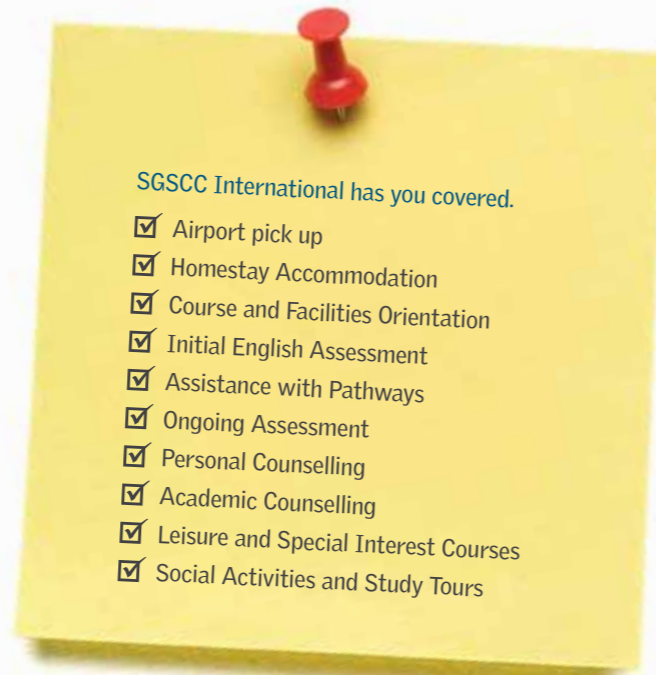 SGSCC International has you covered.
☑ Airport pick up
☑ Homestay Accommodation
☑ Course and Facilities Orientation
☑ Initial English Assessment
☑ Assistance with Pathways
☑ Ongoing Assessment
☑ Personal Counselling
☑ Academic Counselling
☑ Leisure and Special Interest Courses
☑ Social Activities and Study Tours